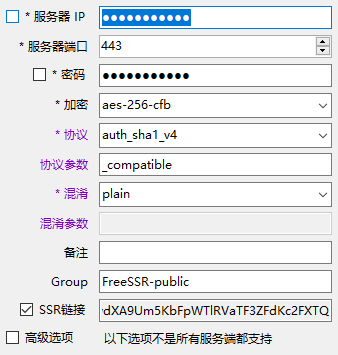 * 服务器 IP ●●●●●●●●●●●
* 服务器端口 443
* 密码 ●●●●●●●●●●●
* 加密 aes-256-cfb
* 协议 auth_sha1_v4
协议参数 _compatible
* 混淆 plain
混淆参数
备注
Group FreeSSR-public
SSR链接 /dXA9Um5KbFpWTlRVaTF3ZFdKc2FXTQ
高级选项 以下选项不是所有服务端都支持